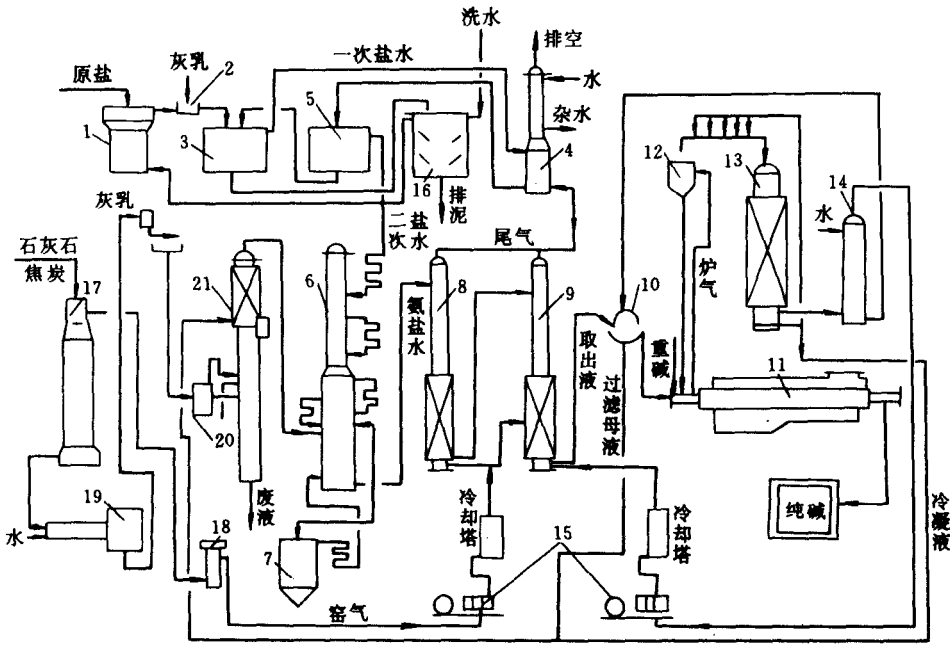 洗水
排空
一次盐水
灰乳
2
原盐
水
5
杂水
1
3
4
12
13
16
14
排泥
灰乳
二次盐水
水
尾气
石灰石
焦炭
17
21
6
8
9
10
炉气
氨盐水
取出液
重碱
11
过滤母液
20
废液
冷却塔
冷却塔
纯碱
冷凝液
19
水
18
7
15
窑气